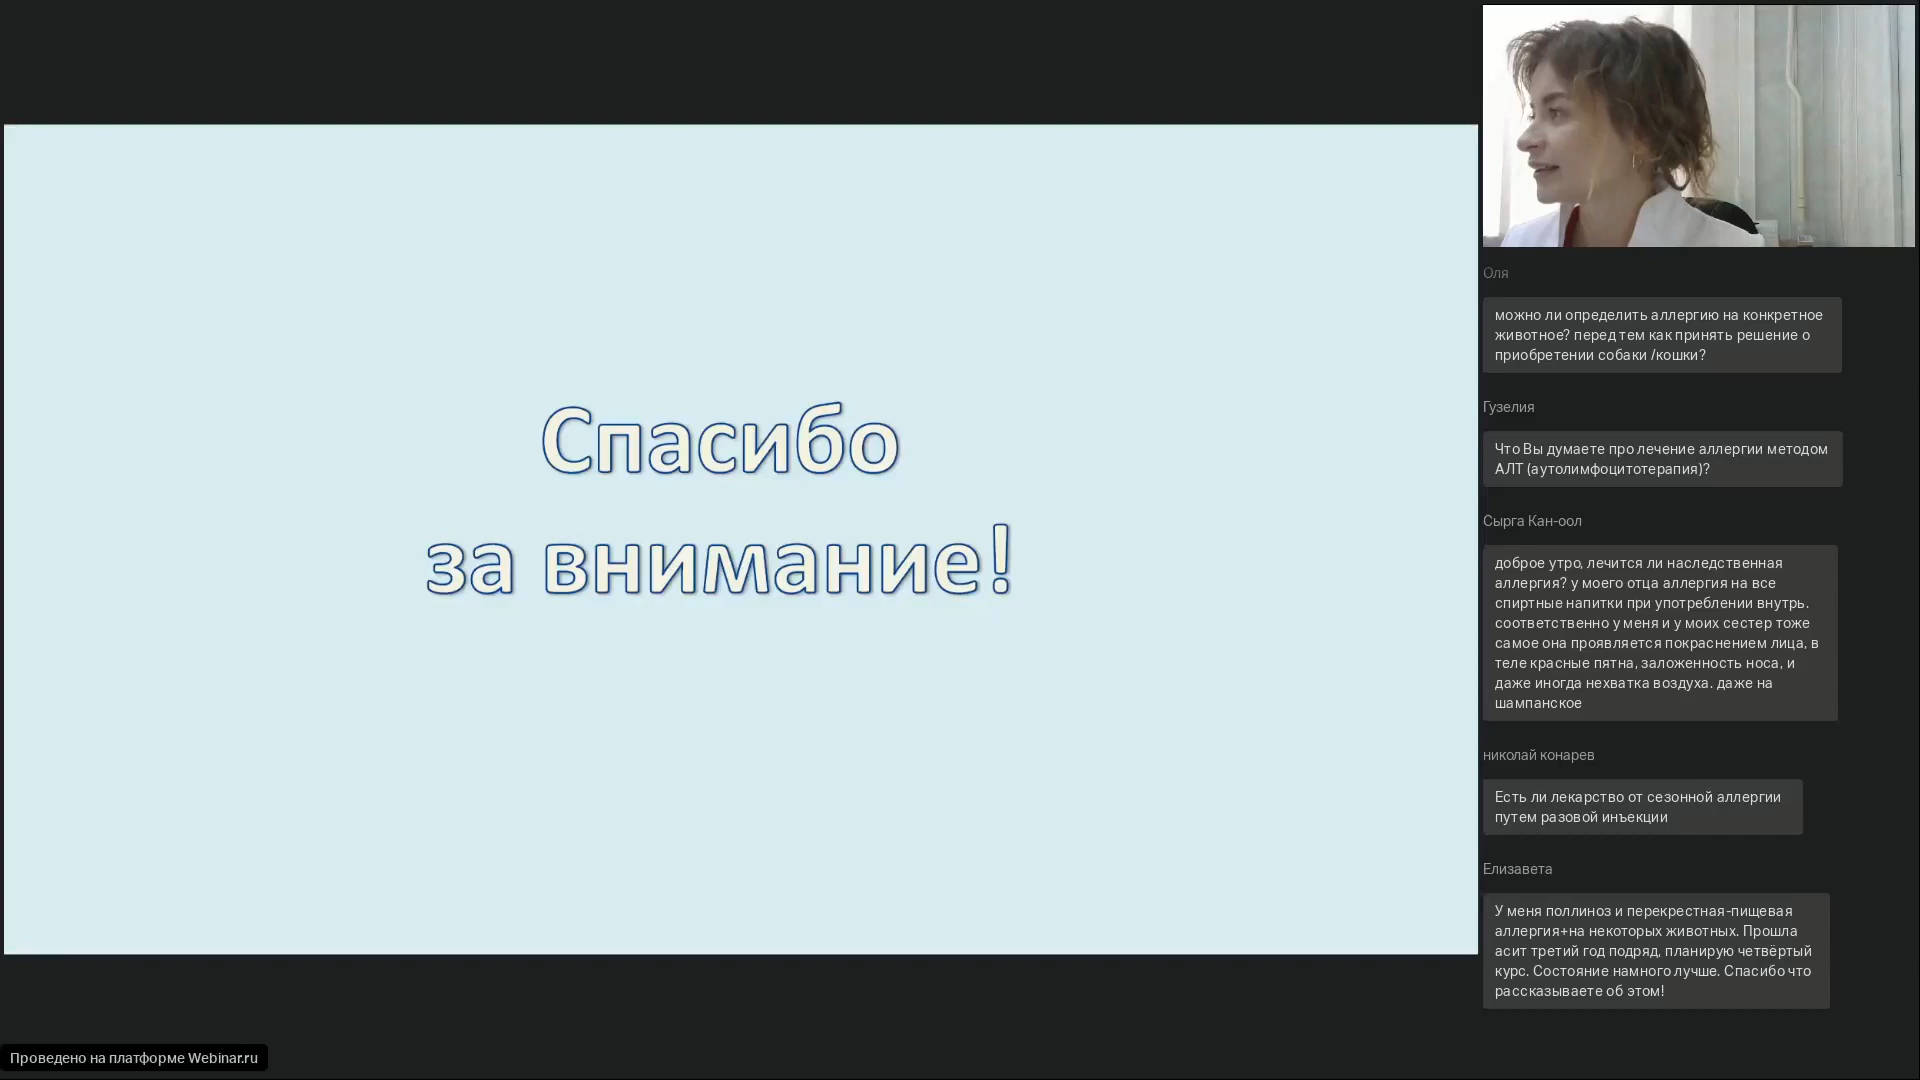 Спасибо
за внимание!
Оля
можно ли определить аллергию на конкретное
животное? перед тем как принять решение о
приобретении собаки /кошки?
Гузелия
Что Вы думаете про лечение аллергии методом
АЛТ (аутолимфоцитотерапия)?
Сырга Кан-оол
доброе утро, лечится ли наследственная
аллергия? у моего отца аллергия на все
спиртные напитки при употреблении внутрь.
соответственно у меня и у моих сестер тоже
самое она проявляется покраснением лица, в
теле красные пятна, заложенность носа, и
даже иногда нехватка воздуха. даже на
шампанское
николай конарев
Есть ли лекарство от сезонной аллергии
путем разовой инъекции
Елизавета
У меня поллиноз и перекрестная-пищевая
аллергия+на некоторых животных. Прошла
асит третий год подряд, планирую четвёртый
курс. Состояние намного лучше. Спасибо что
рассказываете об этом!
Проведено на платформе Webinar.ru